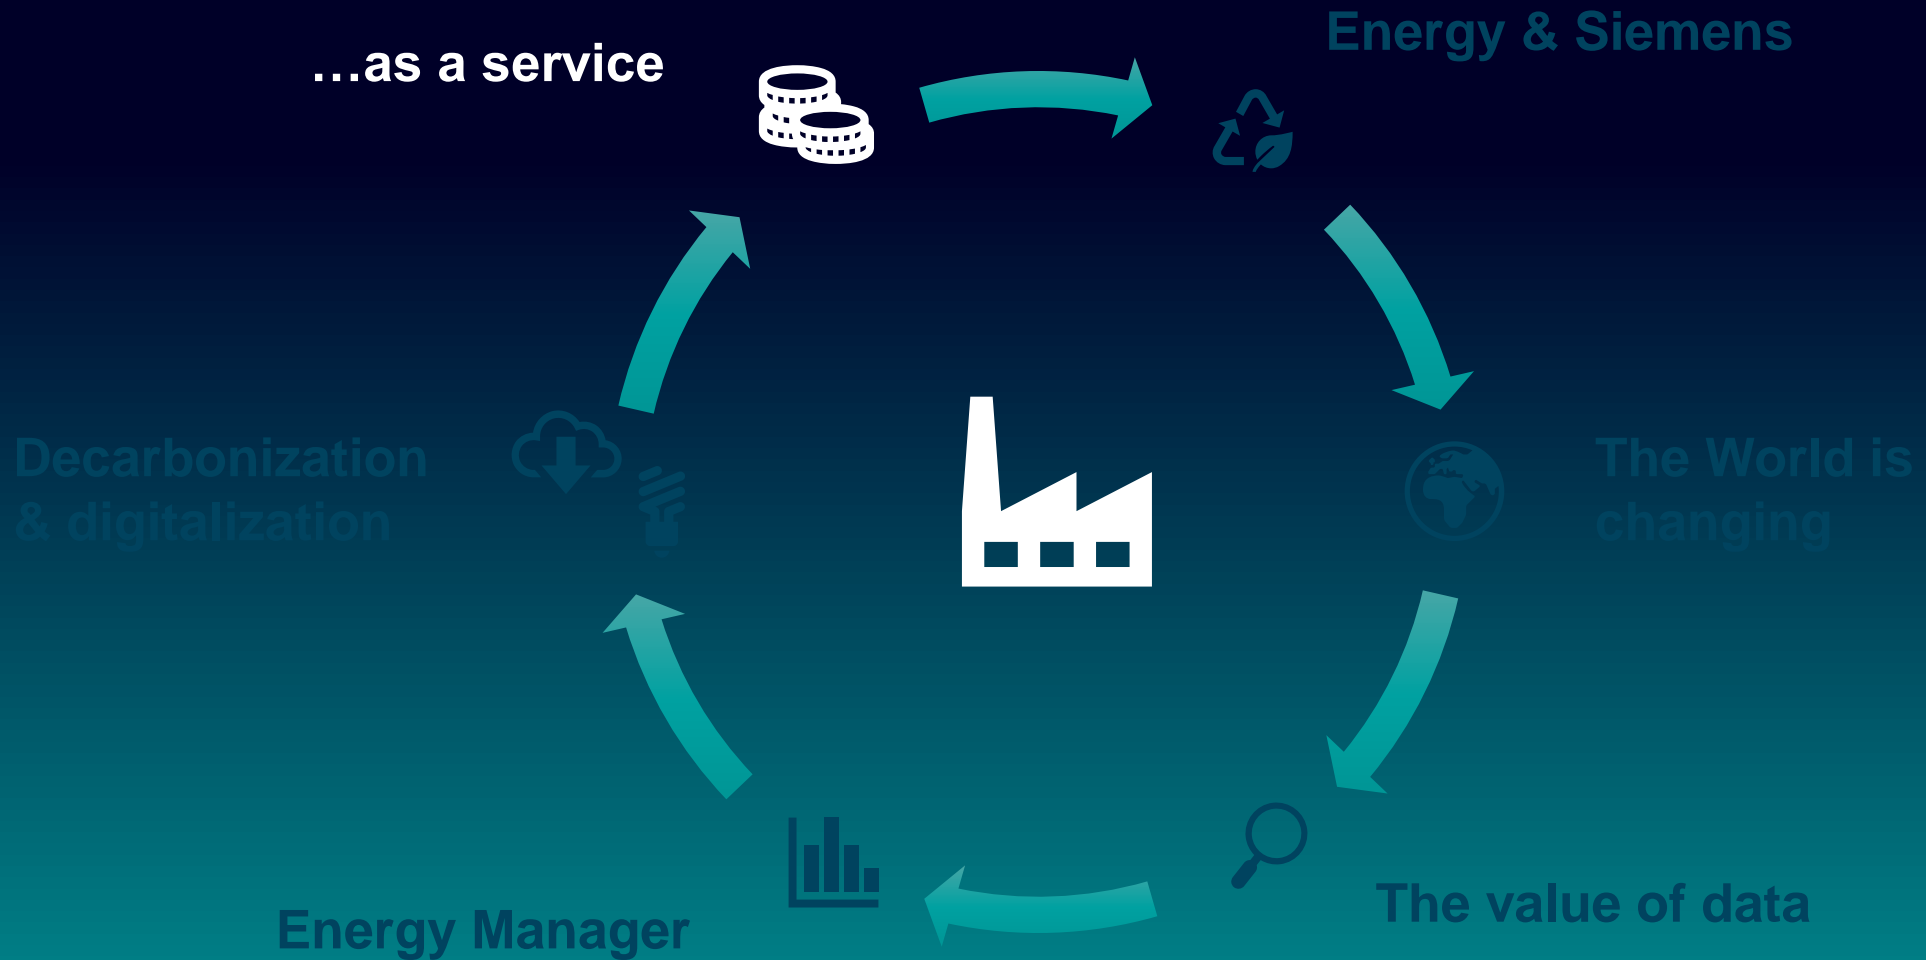 …as a service
Energy & Siemens
Decarbonization
& digitalization
The World is
changing
Energy Manager
The value of data